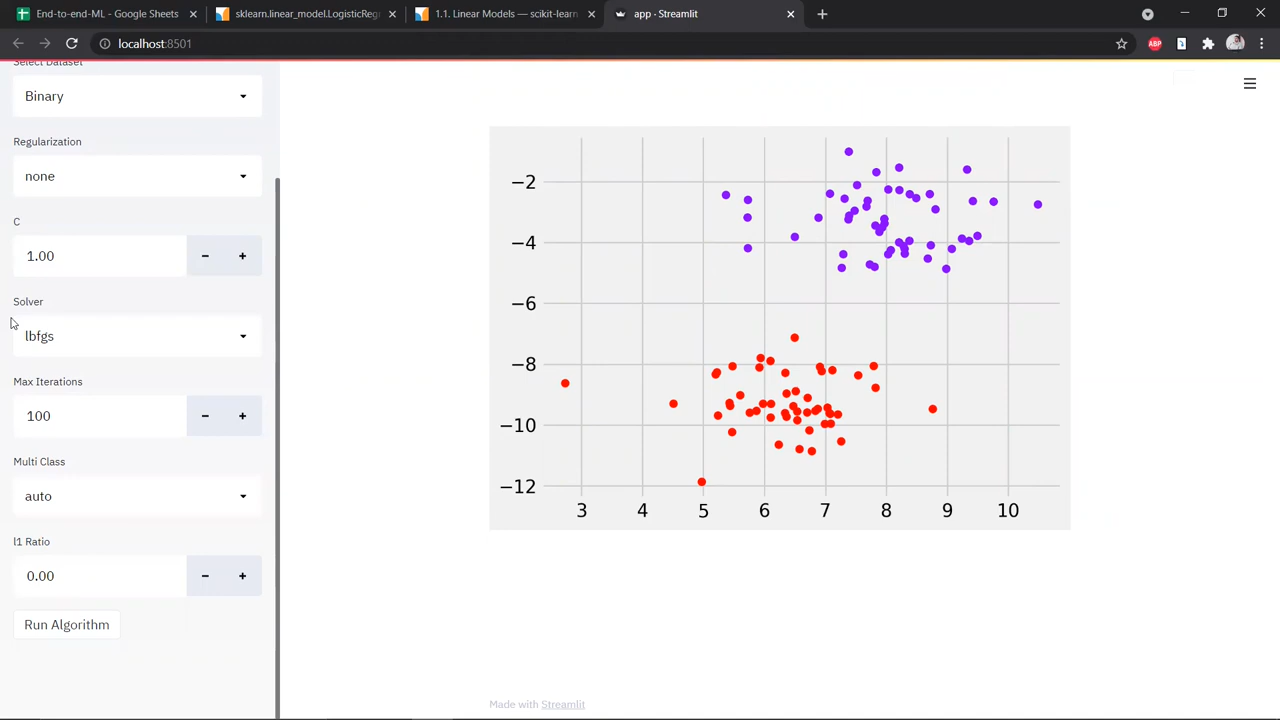 End-to-end-ML - Google Sheets
sklearn.linear_model.LogisticReg
1.1. Linear Models — scikit-learn
app · Streamlit
localhost:8501
ABP
Select Dataset
Binary
Regularization
none
C
1.00
Solver
lbfgs
Max Iterations
100
Multi Class
auto
l1 Ratio
0.00
Run Algorithm
−2
−4
−6
−8
−10
−12
3 4 5 6 7 8 9 10
Made with Streamlit